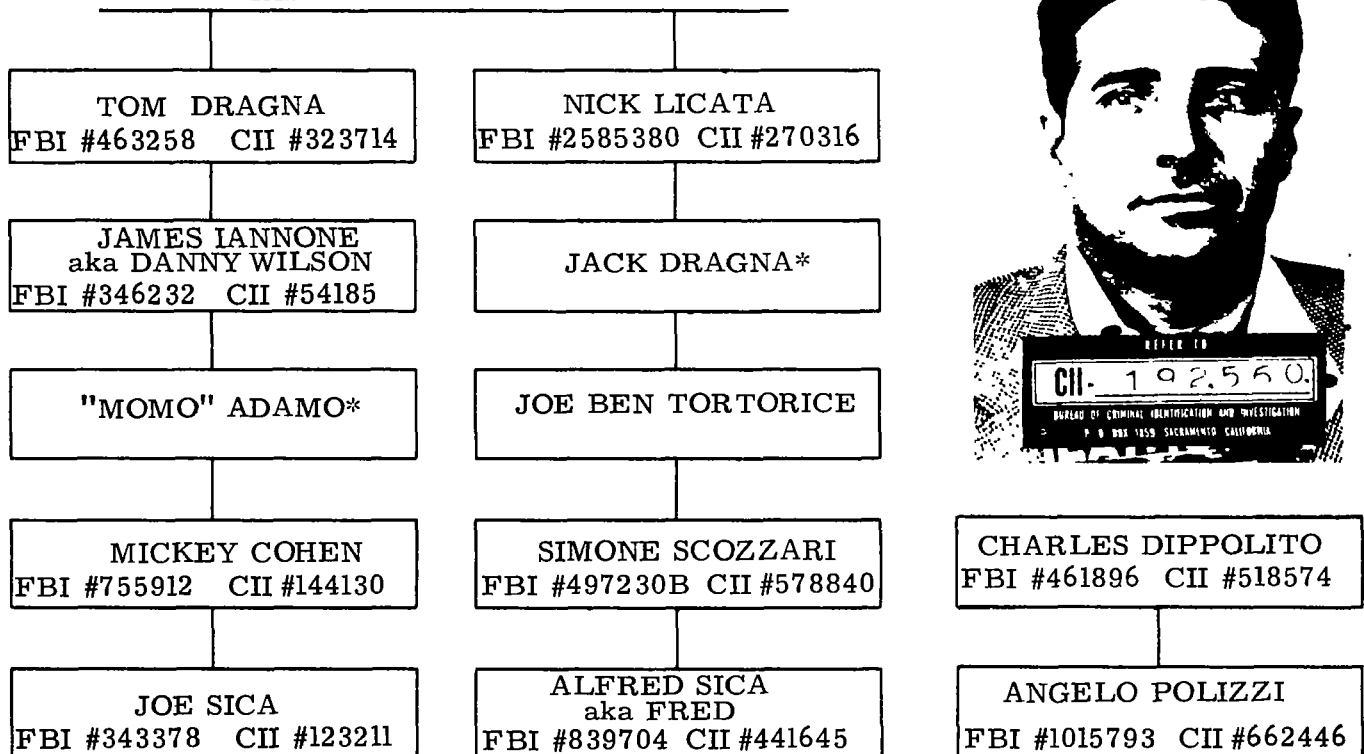 TOM DRAGNA
FBI #463258 CII #323714
JAMES IANNONE
aka DANNY WILSON
FBI #346232 CII #54185
"MOMO" ADAMO*
MICKEY COHEN
FBI #755912 CII #144130
JOE SICA
FBI #343378 CII #123211
NICK LICATA
FBI #2585380 CII #270316
JACK DRAGNA*
JOE BEN TORTORICE
SIMONE SCOZZARI
FBI #497230B CII #578840
ALFRED SICA
aka FRED
FBI #839704 CII #441645
REFER TO
CII- 192,560
BUREAU OF CRIMINAL IDENTIFICATION AND INVESTIGATION
P O BOX 1859 SACRAMENTO CALIFORNIA
CHARLES DIPPOLITO
FBI #461896 CII #518574
ANGELO POLIZZI
FBI #1015793 CII #662446